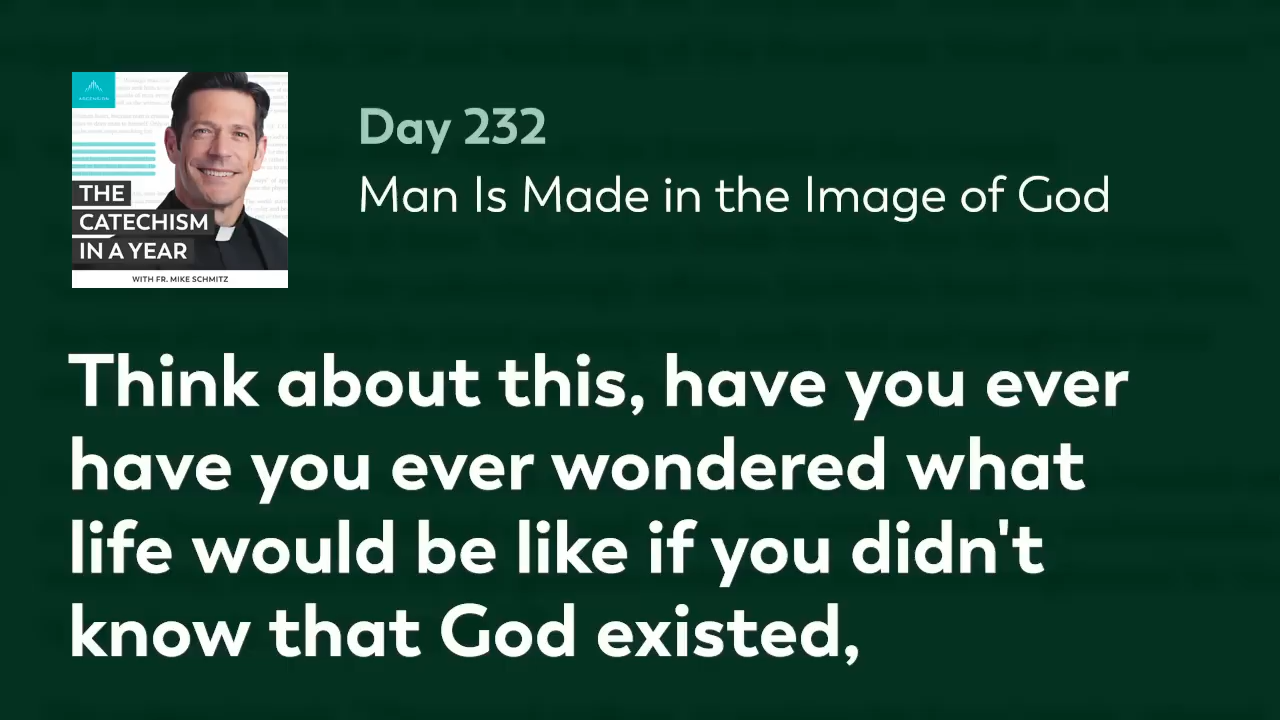 ASCENSION
THE
CATECHISM
IN A YEAR
WITH FR. MIKE SCHMITZ
Day 232
Man Is Made in the Image of God
Think about this, have you ever
have you ever wondered what
life would be like if you didn't
know that God existed,